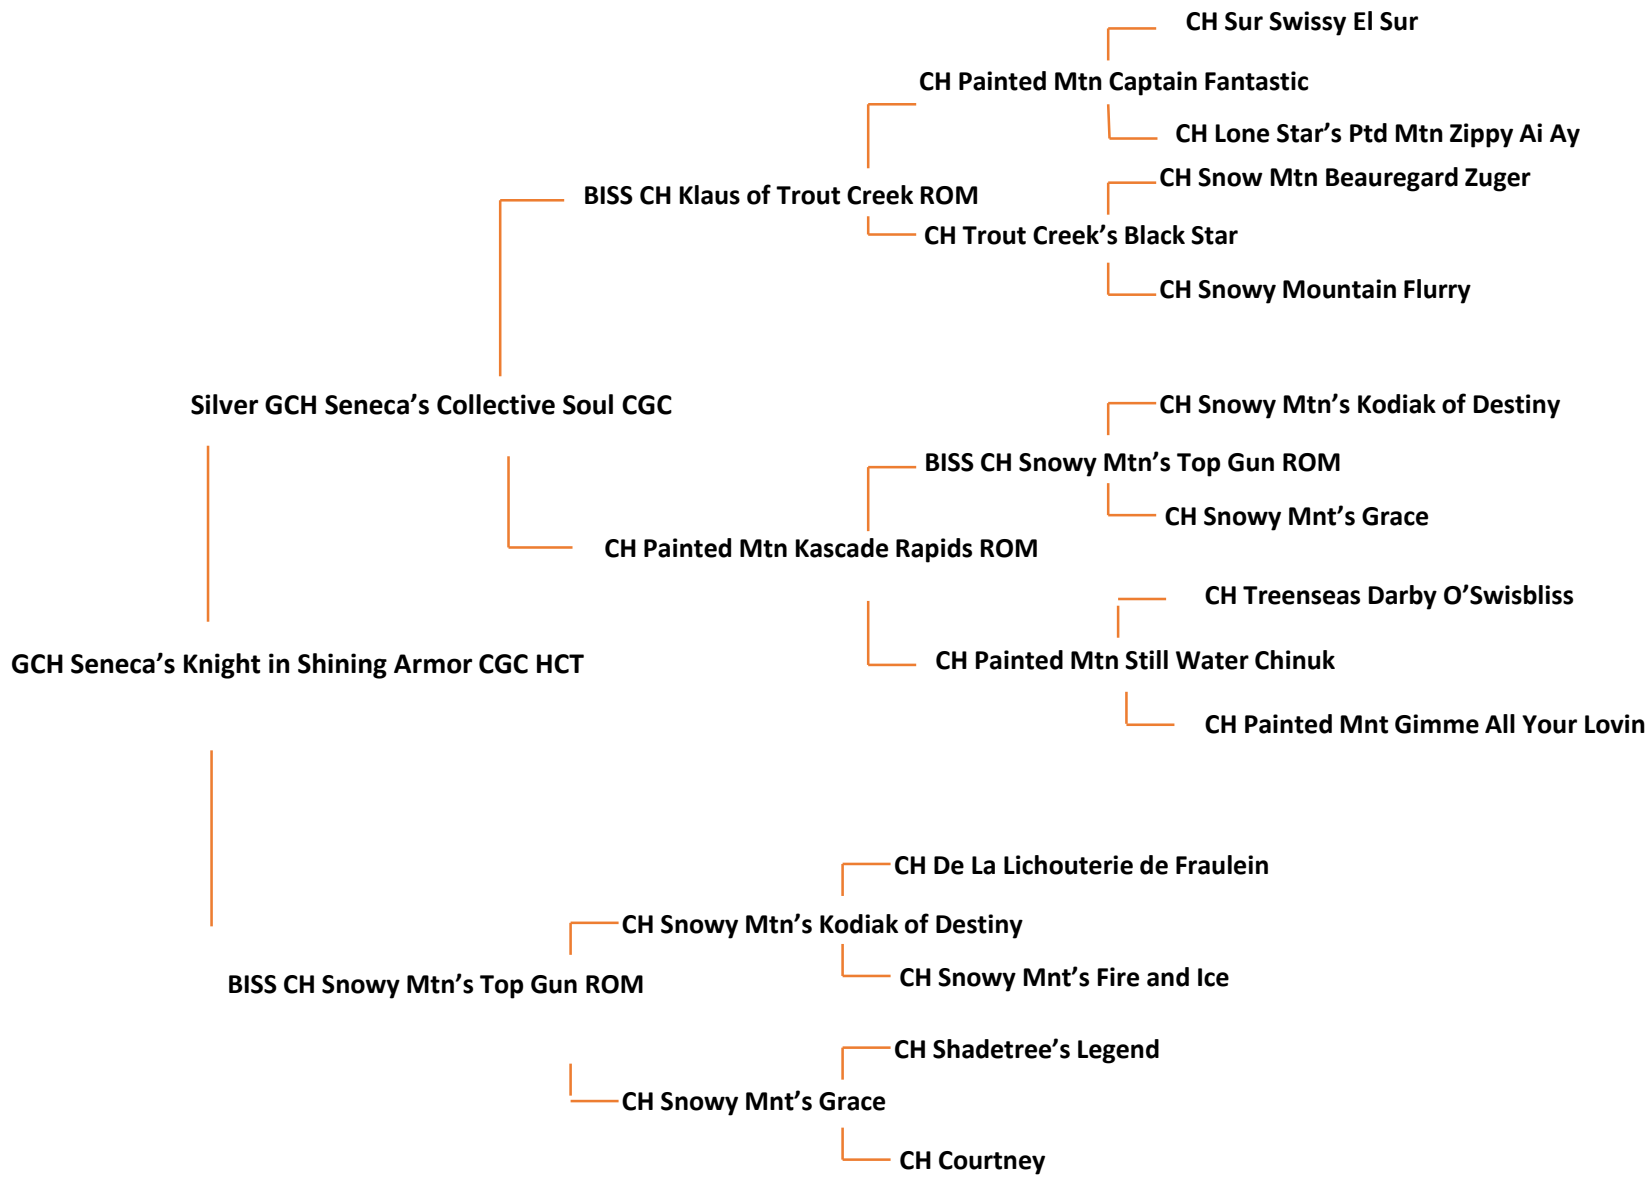 CH Sur Swissy El Sur
CH Painted Mtn Captain Fantastic
CH Lone Star’s Ptd Mtn Zippy Ai Ay
CH Snow Mtn Beauregard Zuger
BISS CH Klaus of Trout Creek ROM
CH Trout Creek’s Black Star
CH Snowy Mountain Flurry
Silver GCH Seneca’s Collective Soul CGC
CH Snowy Mtn’s Kodiak of Destiny
BISS CH Snowy Mtn’s Top Gun ROM
CH Snowy Mnt’s Grace
CH Painted Mtn Kascade Rapids ROM
CH Treenseas Darby O’Swisbliss
GCH Seneca’s Knight in Shining Armor CGC HCT
CH Painted Mtn Still Water Chinuk
CH Painted Mnt Gimme All Your Lovin
CH De La Lichouterie de Fraulein
CH Snowy Mtn’s Kodiak of Destiny
CH Snowy Mnt’s Fire and Ice
BISS CH Snowy Mtn’s Top Gun ROM
CH Shadetree’s Legend
CH Snowy Mnt’s Grace
CH Courtney